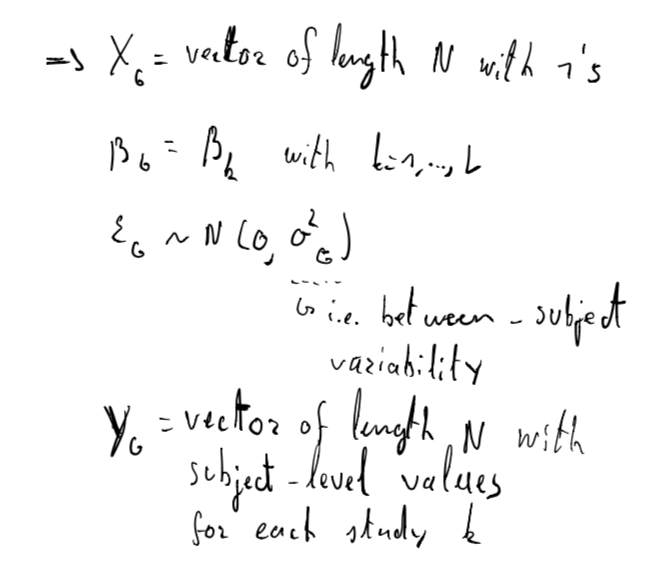 => X_G = vector of length N with 1's
β_G = β_k with k=1,...,L
ε_G ~ N(0, σ²_G)
↳ i.e. between-subject
variability
Y_G = vector of length N with
subject-level values
for each study k